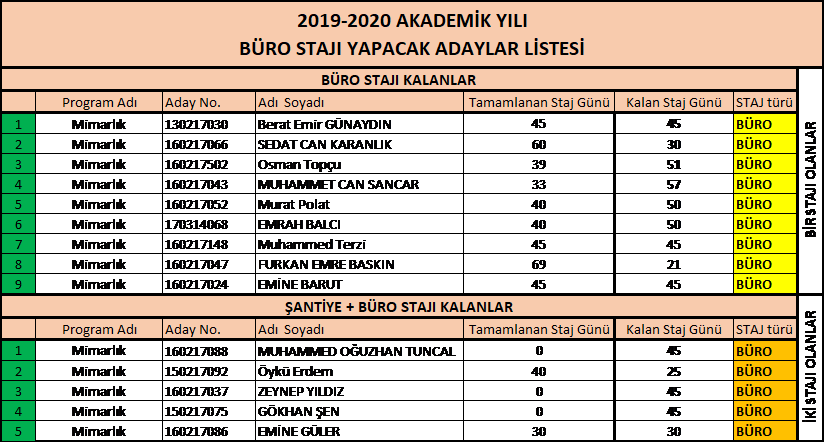 2019-2020 AKADEMİK YILI
BÜRO STAJI YAPACAK ADAYLAR LİSTESİ
BÜRO STAJI KALANLAR
Program Adı Aday No. Adı Soyadı Tamamlanan Staj Günü Kalan Staj Günü STAJ türü
1 Mimarlık 130217030 Berat Emir GÜNAYDIN 45 45 BÜRO
2 Mimarlık 160217066 SEDAT CAN KARANLIK 60 30 BÜRO
3 Mimarlık 160217502 Osman Topçu 39 51 BÜRO
4 Mimarlık 160217043 MUHAMMET CAN SANCAR 33 57 BÜRO
5 Mimarlık 160217052 Murat Polat 40 50 BÜRO
6 Mimarlık 170314068 EMRAH BALCI 40 50 BÜRO
7 Mimarlık 160217148 Muhammed Terzi 45 45 BÜRO
8 Mimarlık 160217047 FURKAN EMRE BASKIN 69 21 BÜRO
9 Mimarlık 160217024 EMİNE BARUT 45 45 BÜRO
BİR STAJI OLANLAR
ŞANTİYE + BÜRO STAJI KALANLAR
Program Adı Aday No. Adı Soyadı Tamamlanan Staj Günü Kalan Staj Günü STAJ türü
1 Mimarlık 160217088 MUHAMMED OĞUZHAN TUNCAL 0 45 BÜRO
2 Mimarlık 150217092 Öykü Erdem 40 25 BÜRO
3 Mimarlık 160217037 ZEYNEP YILDIZ 0 45 BÜRO
4 Mimarlık 150217075 GÖKHAN ŞEN 0 45 BÜRO
5 Mimarlık 160217086 EMİNE GÜLER 30 30 BÜRO
İKİ STAJI OLANLAR